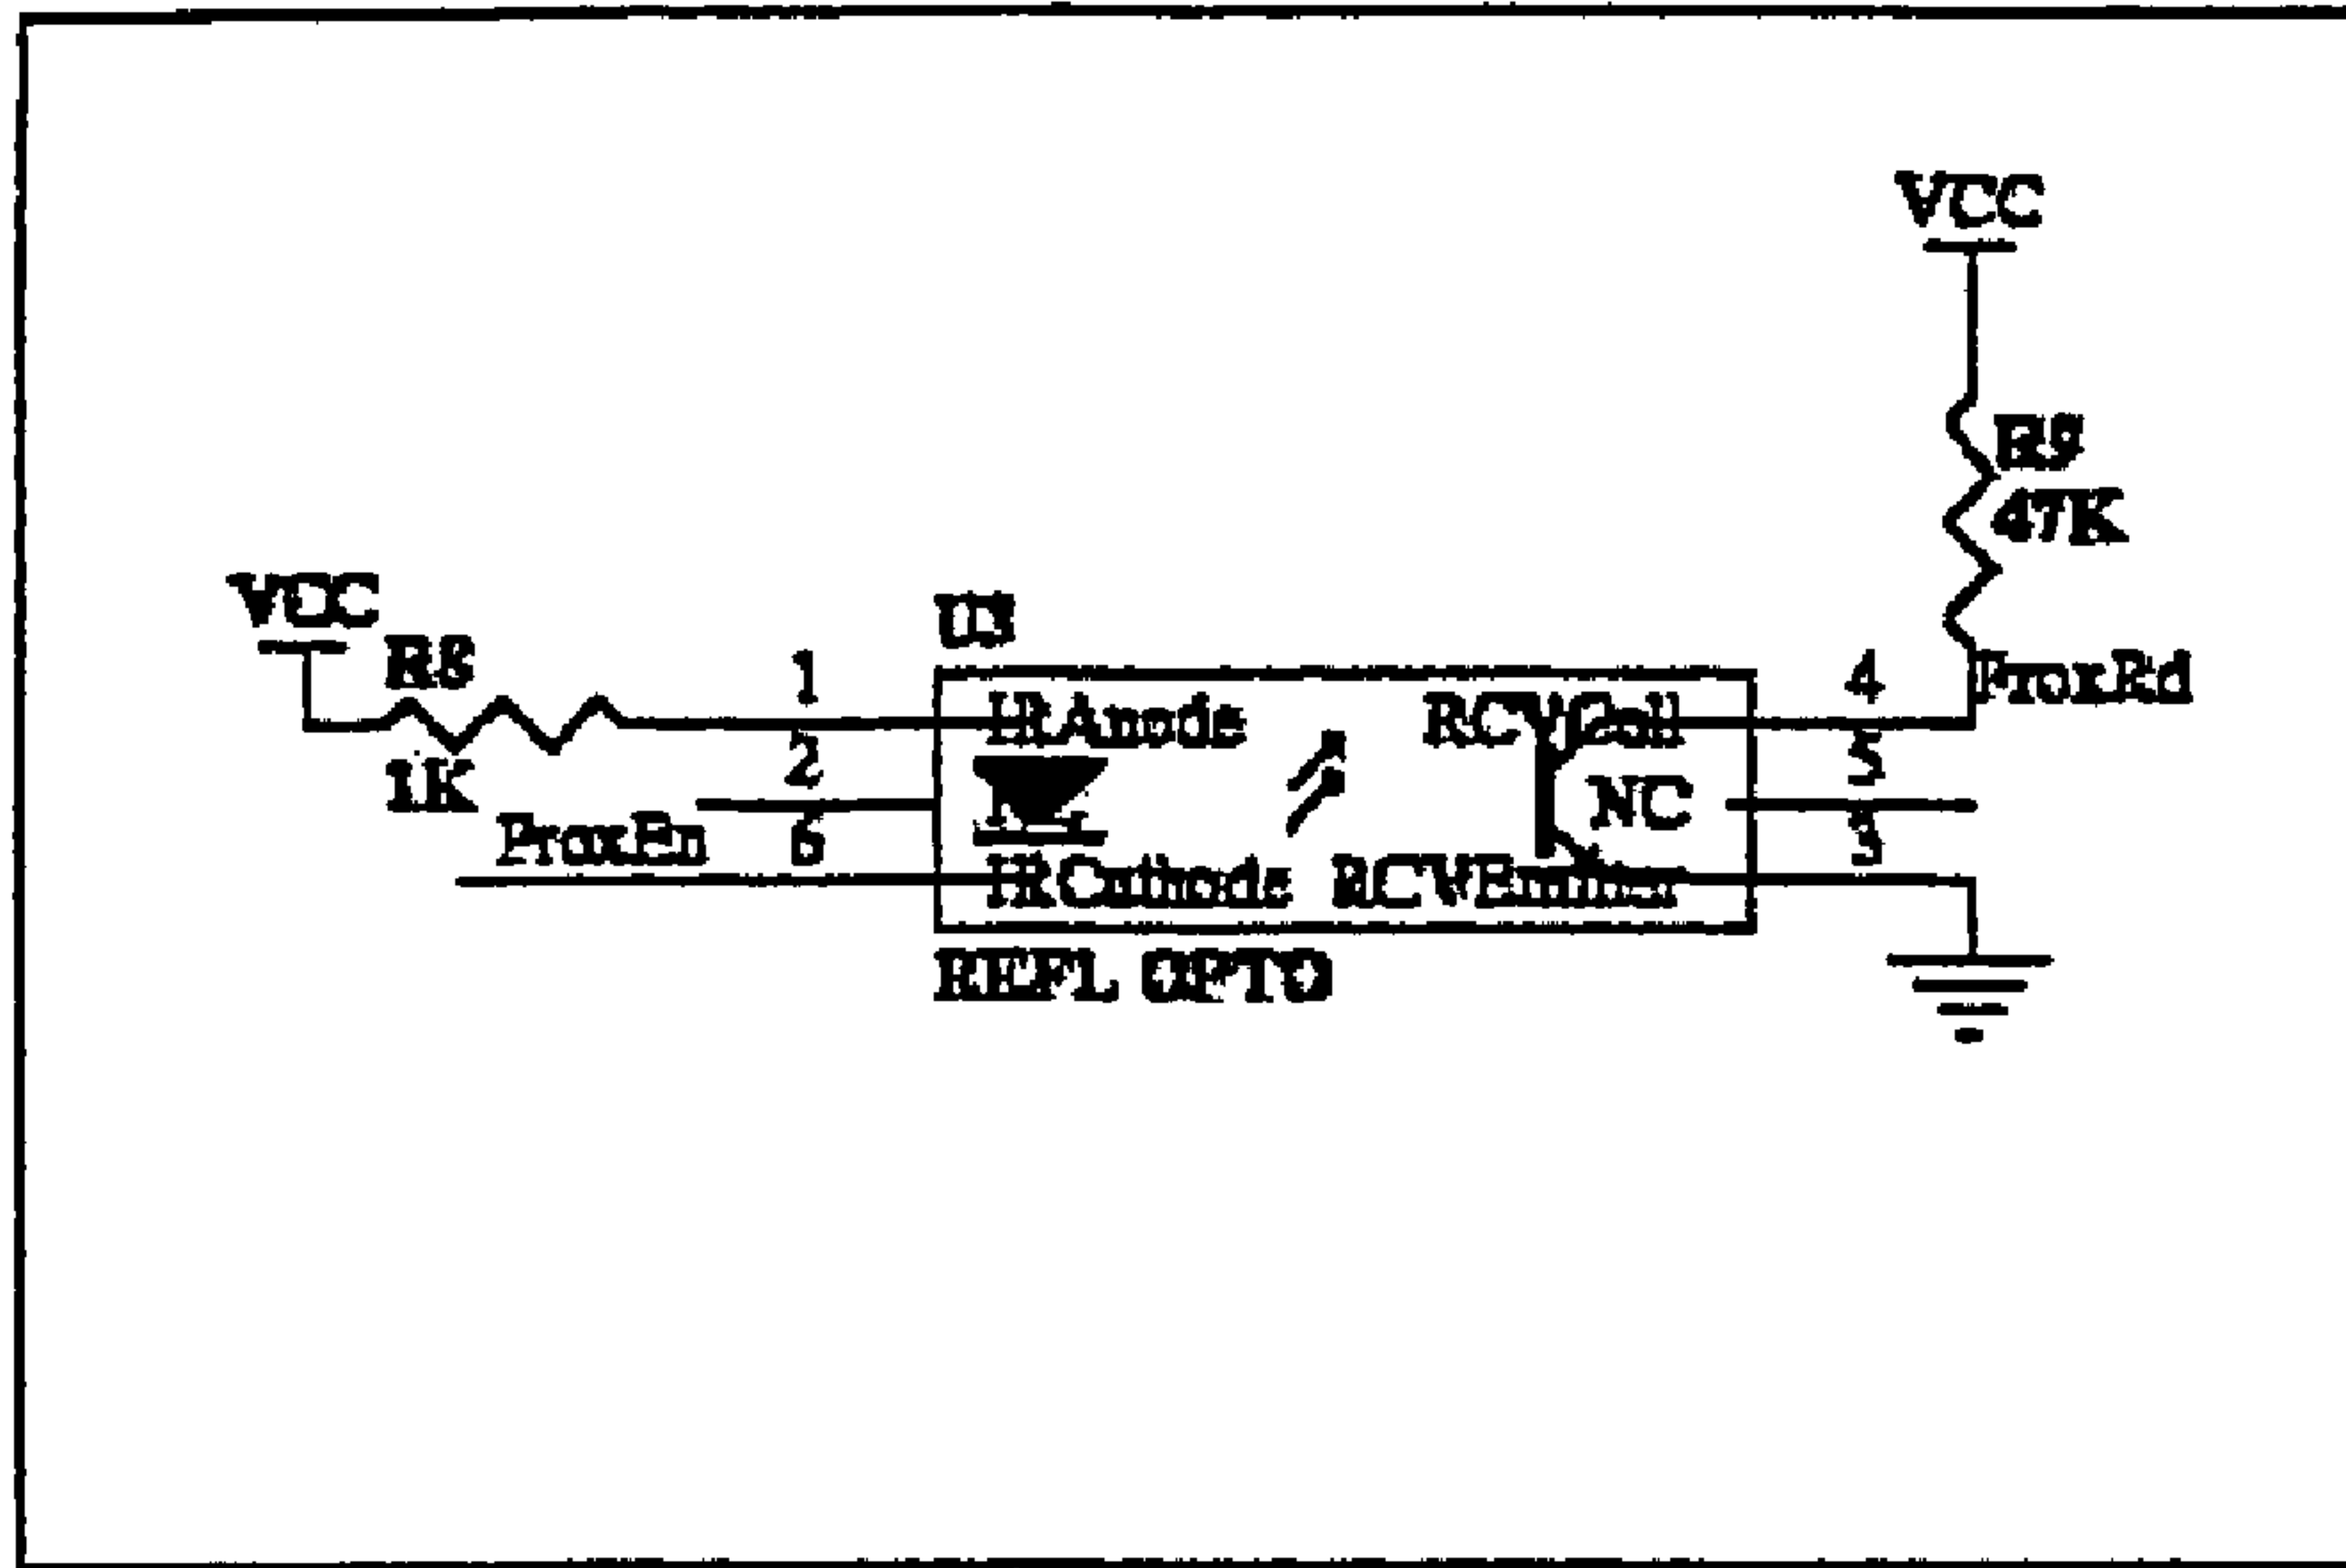 VCC
R9
47K
VCC
R8
1K
1
2
6
ProxEn
IRAnode
IRCathode
RCVColl
NC
RCVEmitter
REFL OPTO
4
5
3
ProxRd